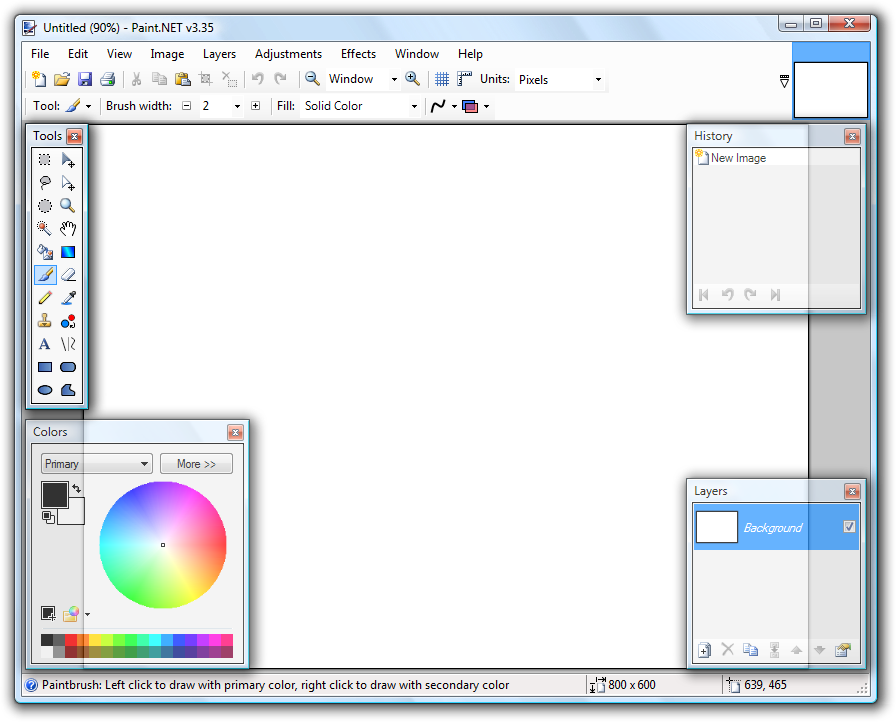 Untitled (90%) - Paint.NET v3.35
File Edit View Image Layers Adjustments Effects Window Help
Window Units: Pixels
Tool: Brush width: 2 Fill: Solid Color
Tools
History
New Image
A
Colors
Primary More >>
Layers
Background
Paintbrush: Left click to draw with primary color, right click to draw with secondary color 800 x 600 639, 465